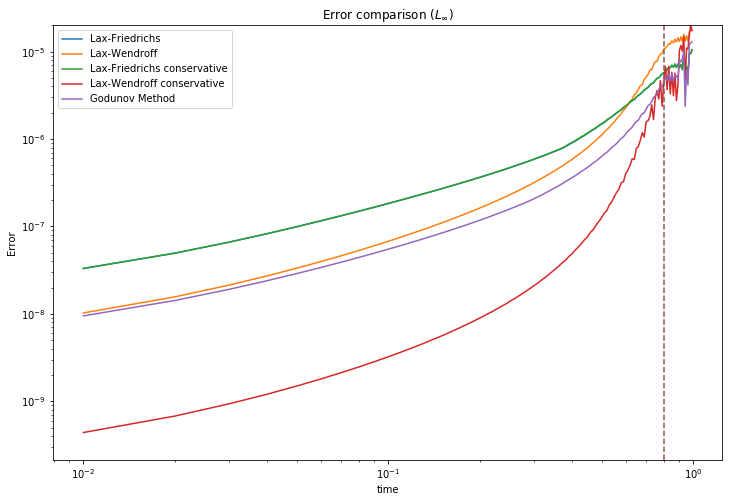 Error comparison (L∞)
Lax-Friedrichs
Lax-Wendroff
Lax-Friedrichs conservative
Lax-Wendroff conservative
Godunov Method
10⁻⁵
10⁻⁶
10⁻⁷
10⁻⁸
10⁻⁹
Error
10⁻²
10⁻¹
10⁰
time